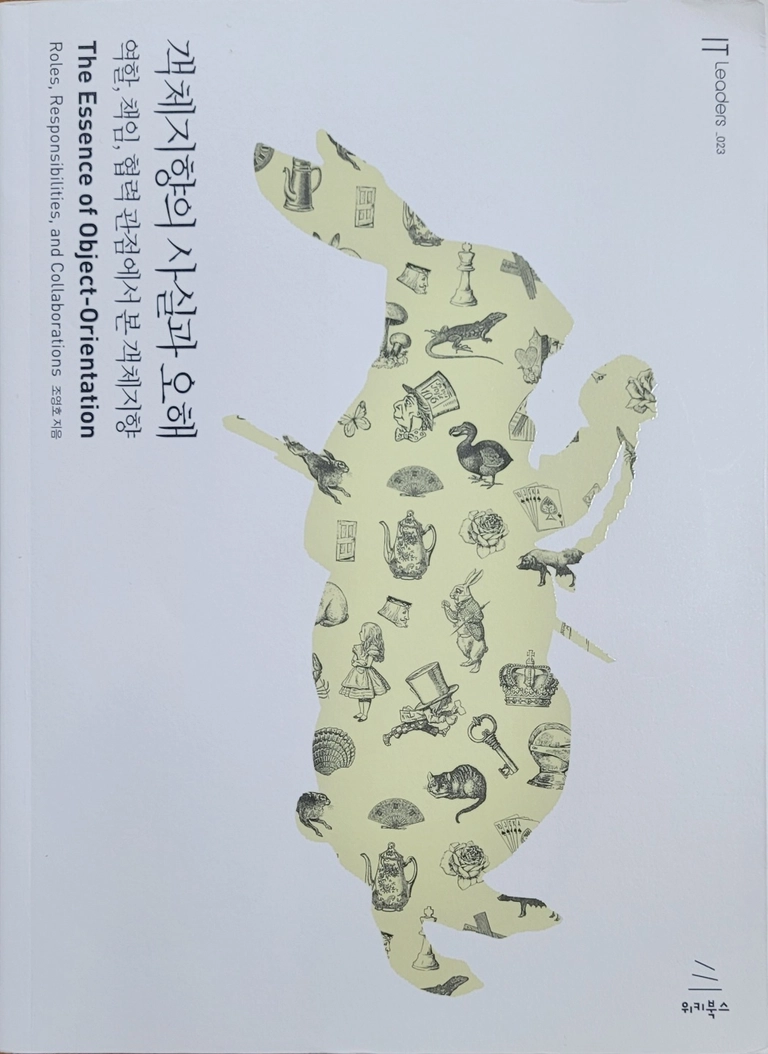 IT Leaders _023
객체지향의 사실과 오해
역할, 책임, 협력 관점에서 본 객체지향
The Essence of Object-Orientation
Roles, Responsibilities, and Collaborations 조영호 지음
위키북스